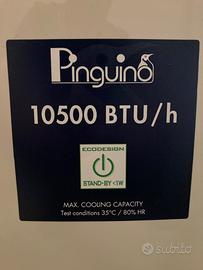 Pinguino
10500 BTU/h
ECODESIGN
STAND-BY <1W
MAX. COOLING CAPACITY
Test conditions 35°C / 80% HR
subito